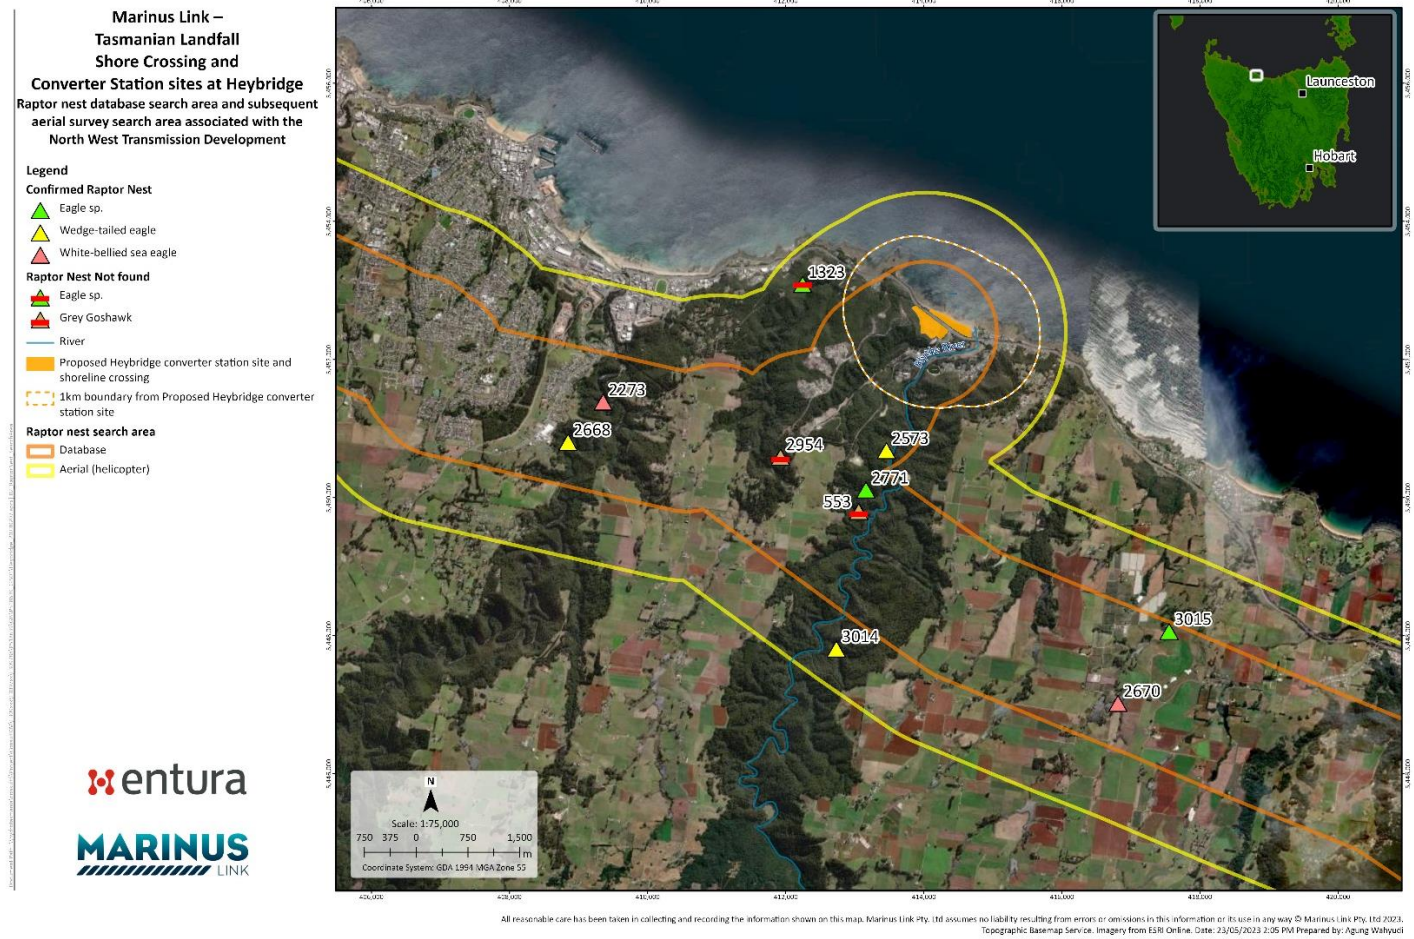 Marinus Link –
Tasmanian Landfall
Shore Crossing and
Converter Station sites at Heybridge
Raptor nest database search area and subsequent
aerial survey search area associated with the
North West Transmission Development
Legend
Confirmed Raptor Nest
Eagle sp.
Wedge-tailed eagle
White-bellied sea eagle
Raptor Nest Not found
Eagle sp.
Grey Goshawk
River
Proposed Heybridge converter station site and
shoreline crossing
1km boundary from Proposed Heybridge converter
station site
Raptor nest search area
Database
Aerial (helicopter)
entura
MARINUS
LINK
Launceston
Hobart
1323
2273
2668
2954
2573
2771
553
3014
3015
2670
River
N
Scale: 1:75,000
750 375 0 750 1,500
m
Coordinate System: GDA 1994 MGA Zone 55
410,000 412,000 414,000
All reasonable care has been taken in collecting and recording the information shown on this map. Marinus Link Pty. Ltd assumes no liability resulting from errors or omissions in this information or its use in any way © Marinus Link Pty. Ltd 2023.
Topographic Basemap Service. Imagery from ESRI Online. Date: 23/05/2023 2:05 PM Prepared by: Agung Wahyudi